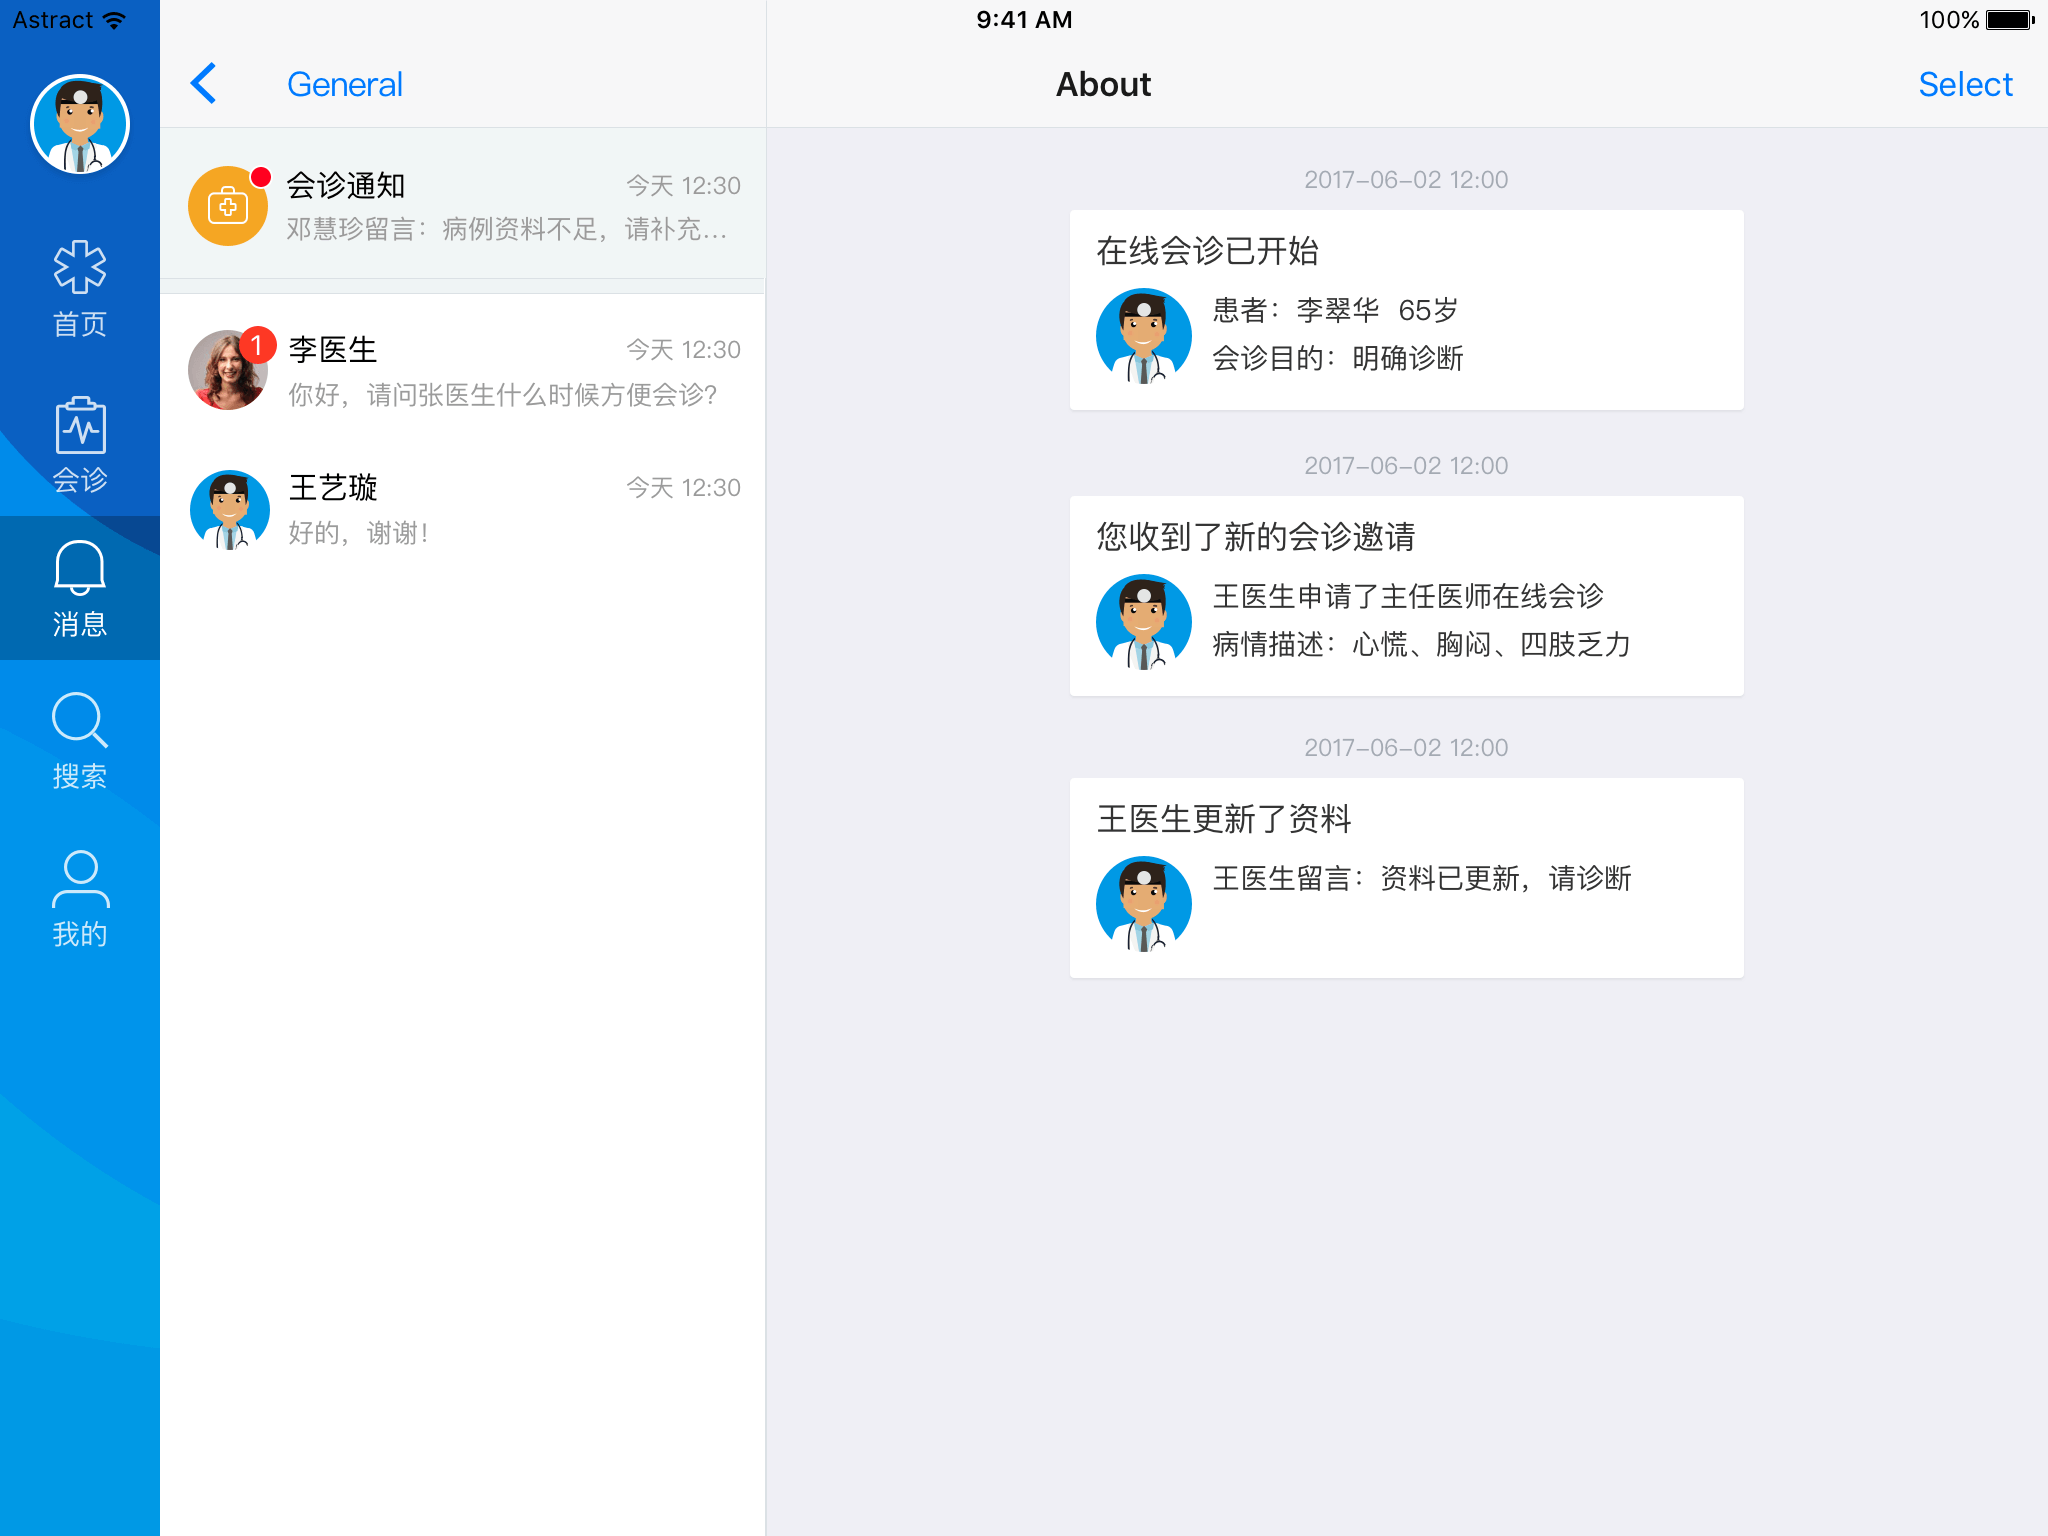 Astract
9:41 AM
100%
首页
会诊
消息
搜索
我的
General
会诊通知
今天 12:30
邓慧珍留言：病例资料不足，请补充...
1
李医生
今天 12:30
你好，请问张医生什么时候方便会诊？
王艺璇
今天 12:30
好的，谢谢！
About
Select
2017-06-02 12:00
在线会诊已开始
患者：李翠华 65岁
会诊目的：明确诊断
2017-06-02 12:00
您收到了新的会诊邀请
王医生申请了主任医师在线会诊
病情描述：心慌、胸闷、四肢乏力
2017-06-02 12:00
王医生更新了资料
王医生留言：资料已更新，请诊断